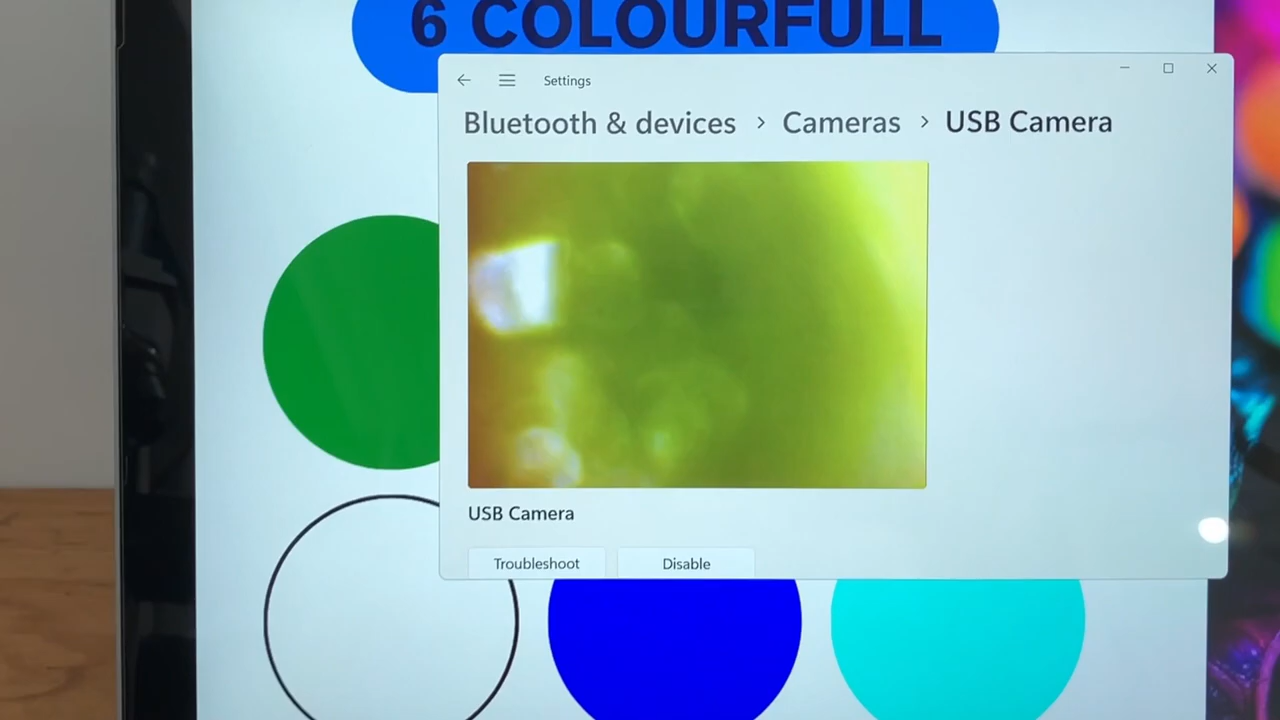 6 COLOURFULL
Settings
Bluetooth & devices > Cameras > USB Camera
USB Camera
Troubleshoot
Disable